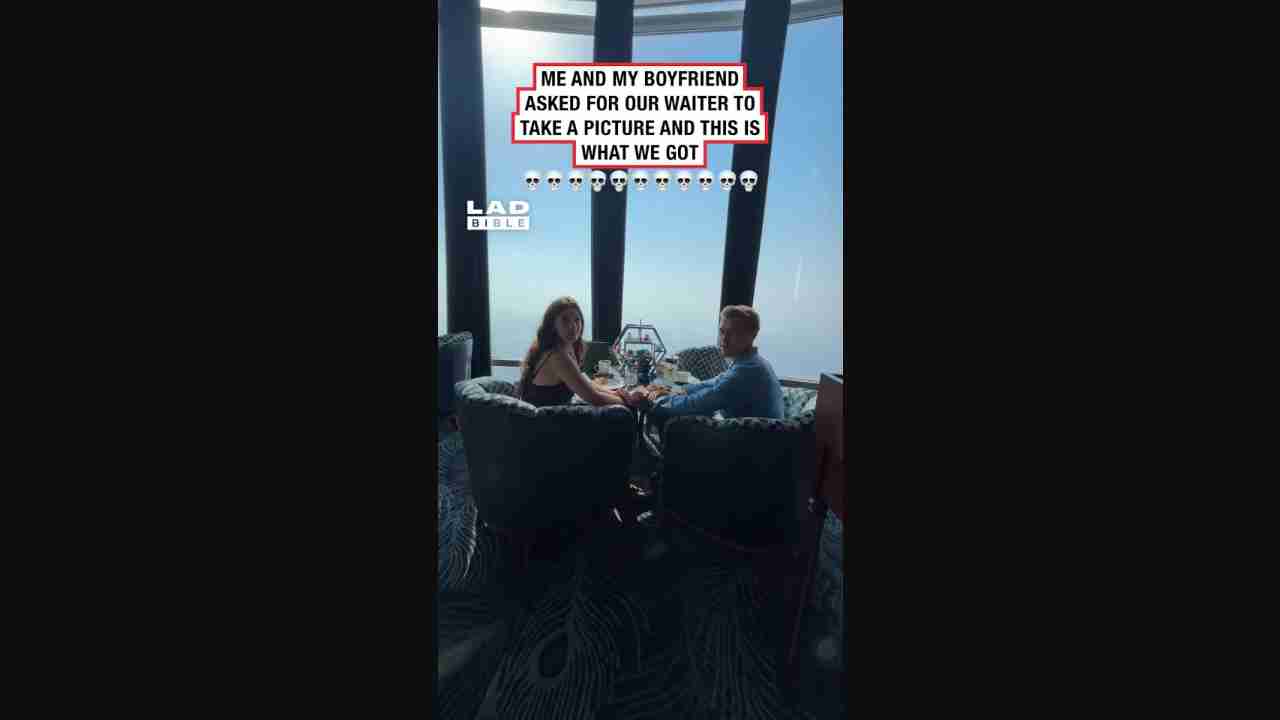 ME AND MY BOYFRIEND
ASKED FOR OUR WAITER TO
TAKE A PICTURE AND THIS IS
WHAT WE GOT
💀💀💀💀💀💀💀💀💀💀💀
LAD
BIBLE